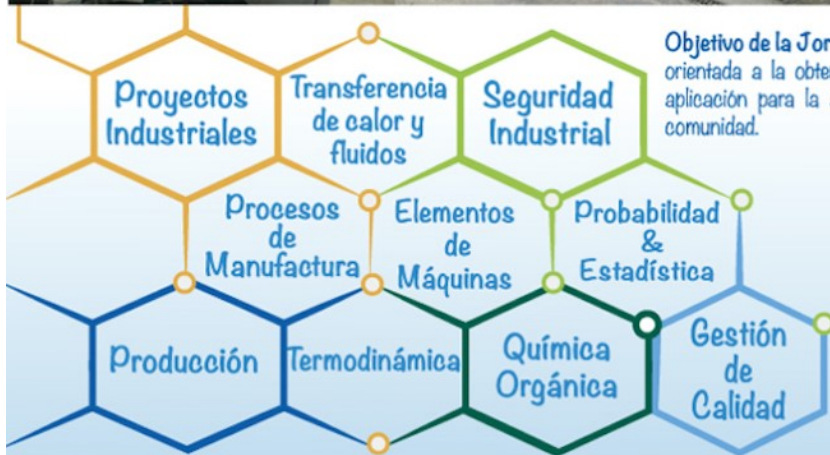 Objetivo de la Jor
orientada a la obte
aplicación para la
comunidad.
Proyectos
Industriales
Transferencia
de calor y
fluidos
Seguridad
Industrial
Procesos
de
Manufactura
Elementos
de
Máquinas
Probabilidad
&
Estadística
Producción
Termodinámica
Química
Orgánica
Gestión
de
Calidad